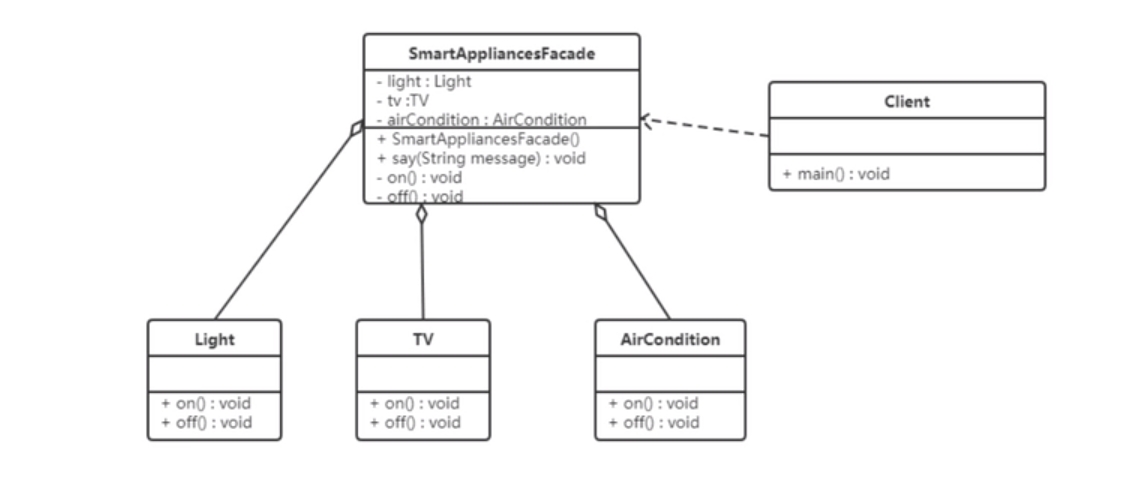 SmartAppliancesFacade
- light : Light
- tv :TV
- airCondition : AirCondition
+ SmartAppliancesFacade()
+ say(String message) : void
- on() : void
- off() : void
Client
+ main() : void
Light
+ on() : void
+ off() : void
TV
+ on() : void
+ off() : void
AirCondition
+ on() : void
+ off() : void